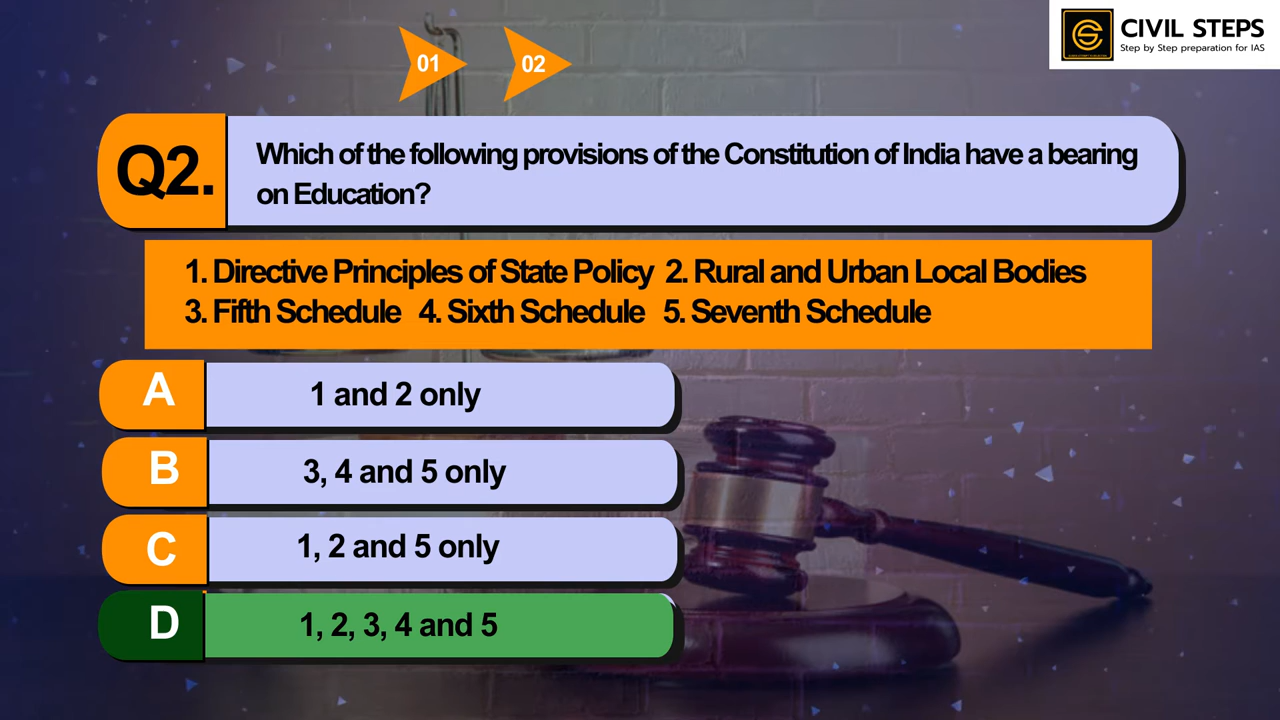 01 02
CIVIL STEPS
Step by Step preparation for IAS
Q2.
Which of the following provisions of the Constitution of India have a bearing
on Education?
1. Directive Principles of State Policy 2. Rural and Urban Local Bodies
3. Fifth Schedule 4. Sixth Schedule 5. Seventh Schedule
A 1 and 2 only
B 3, 4 and 5 only
C 1, 2 and 5 only
D 1, 2, 3, 4 and 5